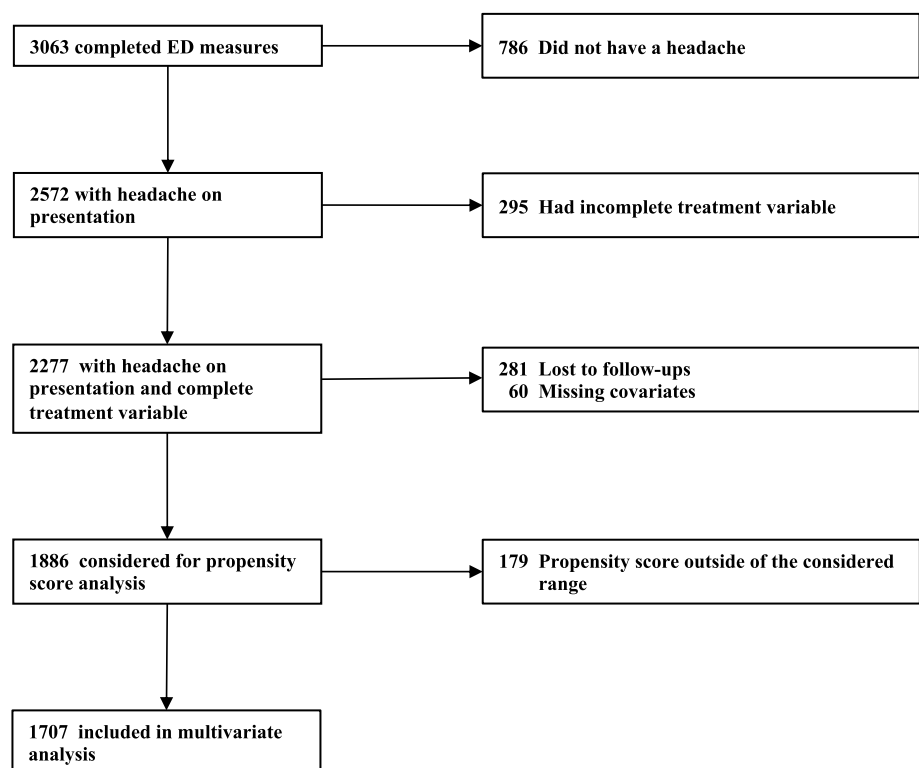 3063 completed ED measures
786 Did not have a headache
2572 with headache on
presentation
295 Had incomplete treatment variable
2277 with headache on
presentation and complete
treatment variable
281 Lost to follow-ups
60 Missing covariates
1886 considered for propensity
score analysis
179 Propensity score outside of the considered
range
1707 included in multivariate
analysis